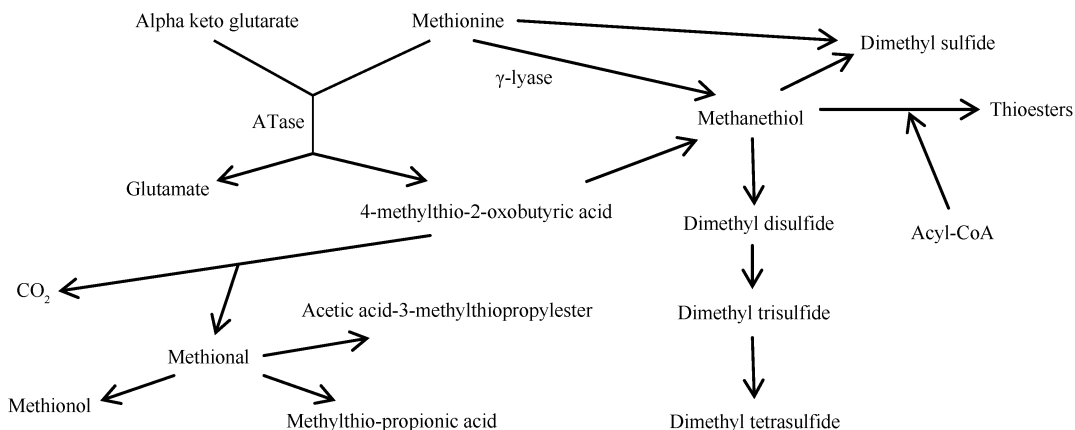 Alpha keto glutarate
Methionine
Dimethyl sulfide
γ-lyase
Methanethiol
Thioesters
ATase
Glutamate
4-methylthio-2-oxobutyric acid
Dimethyl disulfide
Acyl-CoA
CO2
Acetic acid-3-methylthiopropylester
Dimethyl trisulfide
Methional
Methionol
Methylthio-propionic acid
Dimethyl tetrasulfide